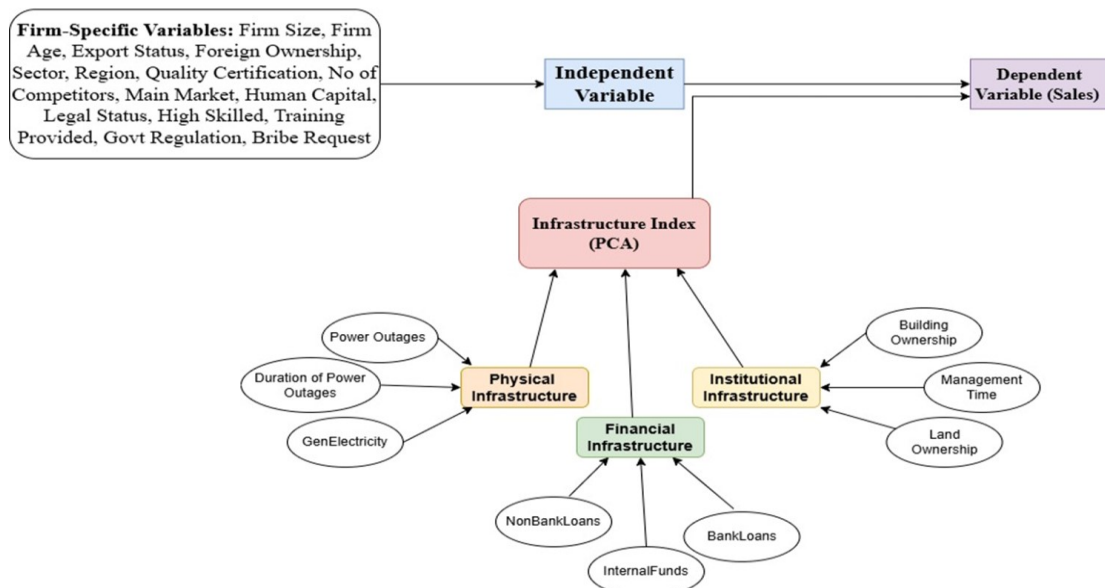 Firm-Specific Variables: Firm Size, Firm
Age, Export Status, Foreign Ownership,
Sector, Region, Quality Certification, No of
Competitors, Main Market, Human Capital,
Legal Status, High Skilled, Training
Provided, Govt Regulation, Bribe Request
Independent
Variable
Dependent
Variable (Sales)
Infrastructure Index
(PCA)
Power Outages
Duration of Power
Outages
GenElectricity
Physical
Infrastructure
Financial
Infrastructure
Institutional
Infrastructure
Building
Ownership
Management
Time
Land
Ownership
NonBankLoans
InternalFunds
BankLoans